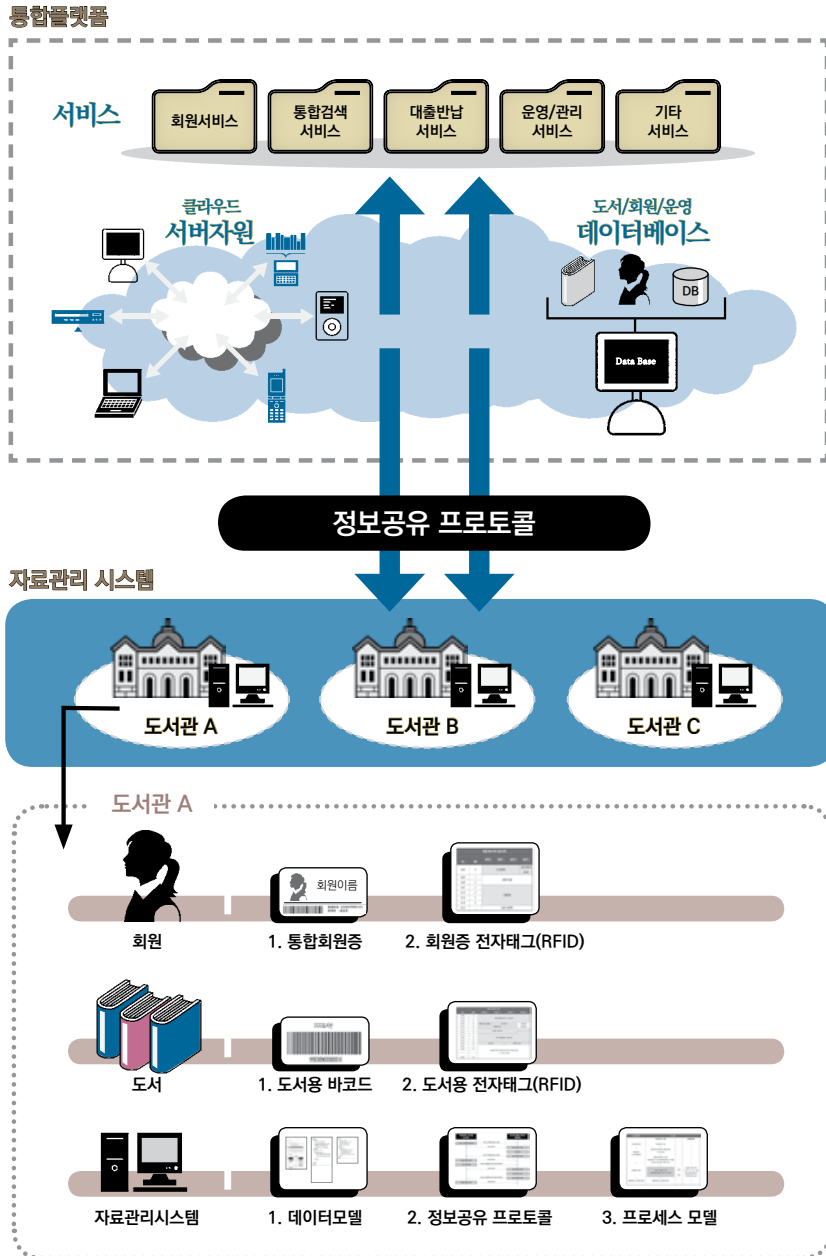 통합플랫폼
서비스
회원서비스
통합검색
서비스
대출반납
서비스
운영/관리
서비스
기타
서비스
클라우드
서버자원
도서/회원/운영
데이터베이스
DB
Data Base
정보공유 프로토콜
자료관리 시스템
도서관 A
도서관 B
도서관 C
도서관 A
회원이름
회원
1. 통합회원증
2. 회원증 전자태그(RFID)
도서
1. 도서용 바코드
2. 도서용 전자태그(RFID)
자료관리시스템
1. 데이터모델
2. 정보공유 프로토콜
3. 프로세스 모델